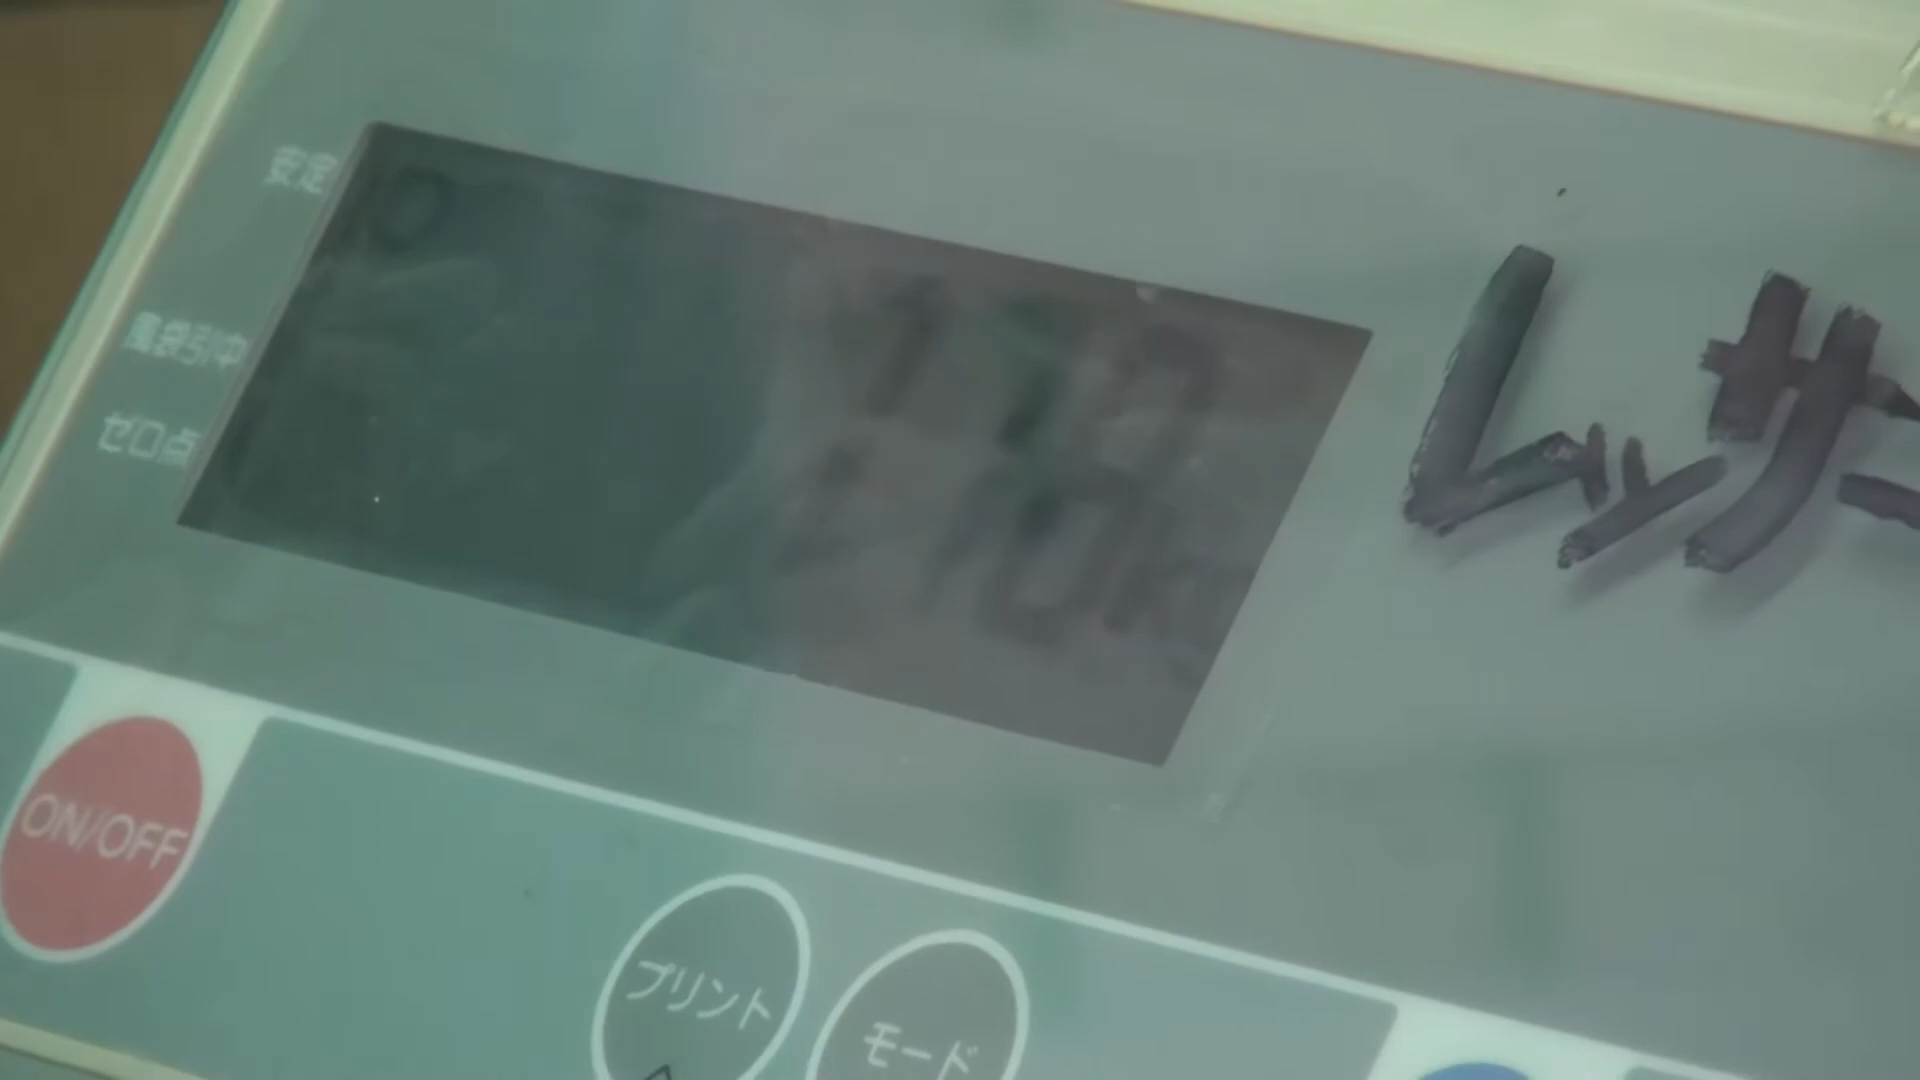 安定
風袋引中
ゼロ点
レッサー
ON/OFF
プリント
モード